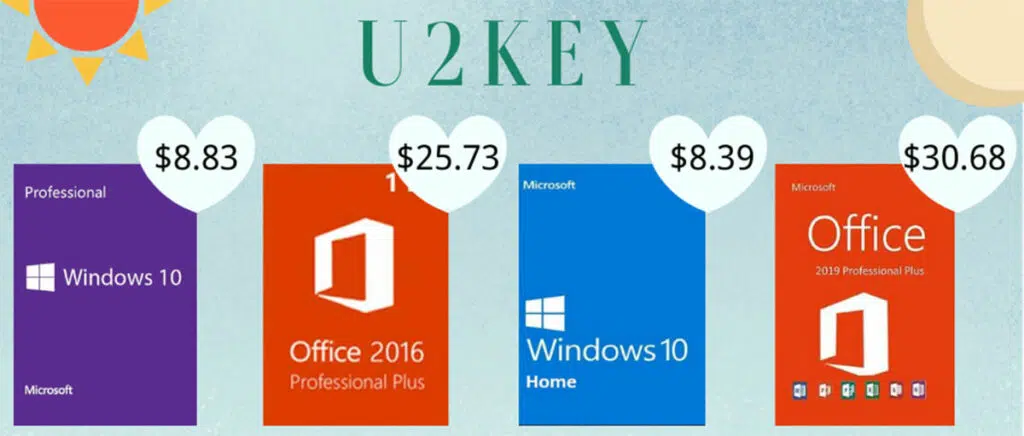 U2KEY
$8.83
Professional
Windows 10
Microsoft
$25.73
Office 2016
Professional Plus
$8.39
Microsoft
Windows 10
Home
$30.68
Microsoft
Office
2019 Professional Plus